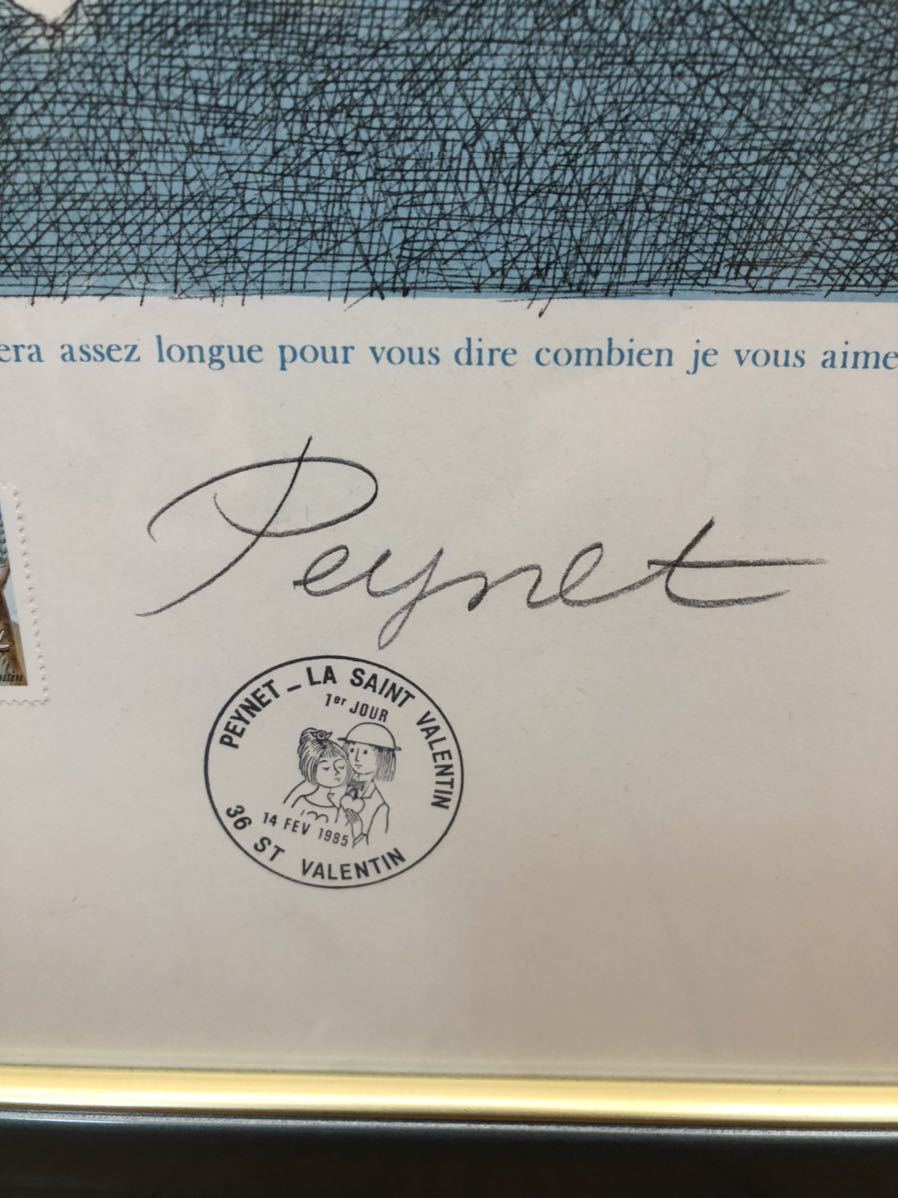 era assez longue pour vous dire combien je vous aime
Peynet
PEYNET _ LA SAINT VALENTIN
1er JOUR
14 FEV 1985
36 ST VALENTIN